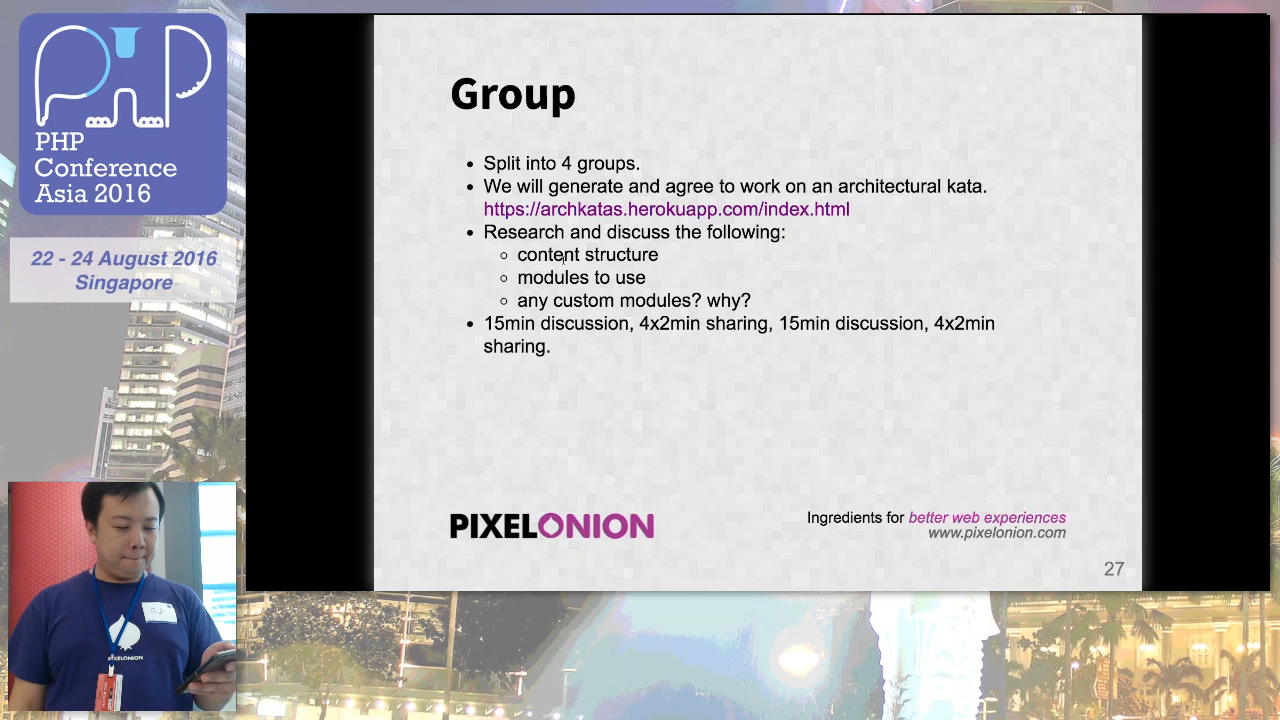 PHP
PHP
Conference
Asia 2016
22 - 24 August 2016
Singapore
Group
• Split into 4 groups.
• We will generate and agree to work on an architectural kata.
https://archkatas.herokuapp.com/index.html
• Research and discuss the following:
○ content structure
○ modules to use
○ any custom modules? why?
• 15min discussion, 4x2min sharing, 15min discussion, 4x2min
sharing.
PIXELONION
Ingredients for better web experiences
www.pixelonion.com
27
PIXELONION